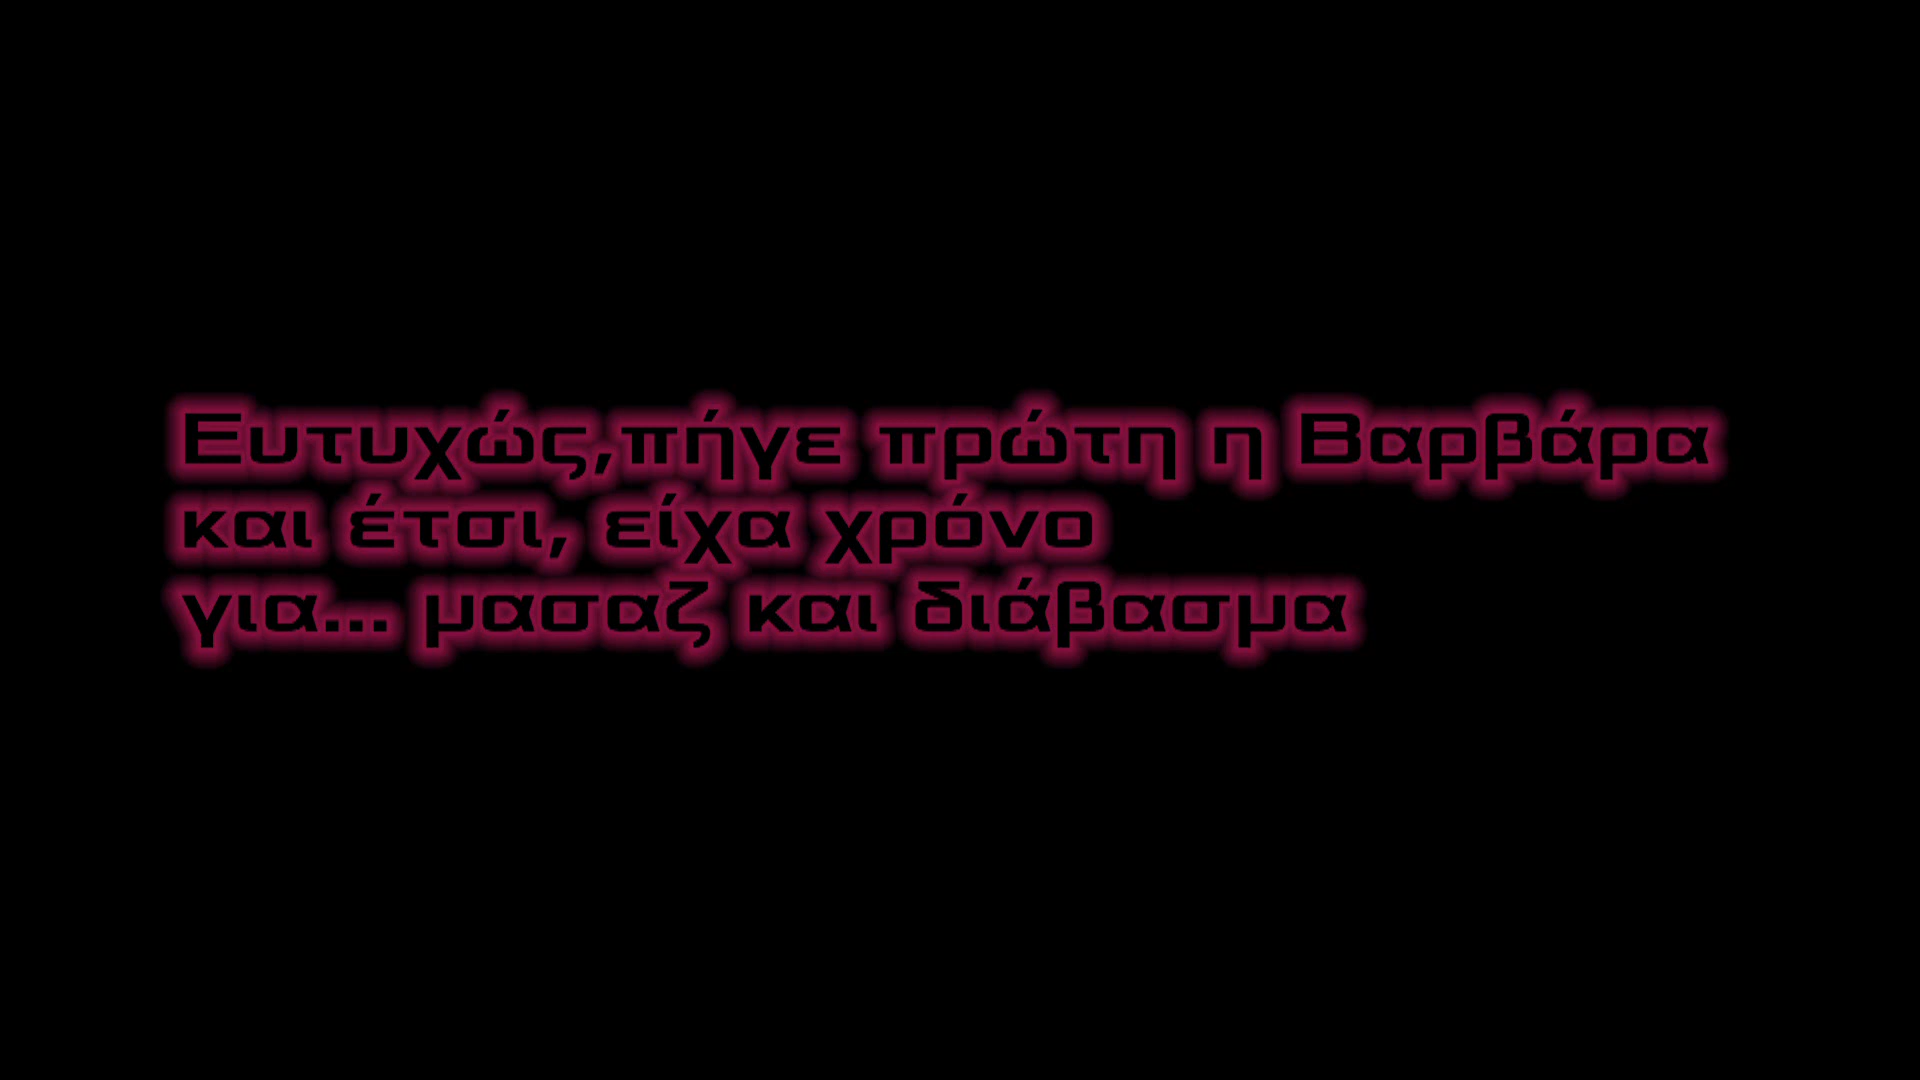 Ευτυχώς,πήγε πρώτη η Βαρβάρα
και έτσι, είχα χρόνο
για... μασαζ και διάβασμα